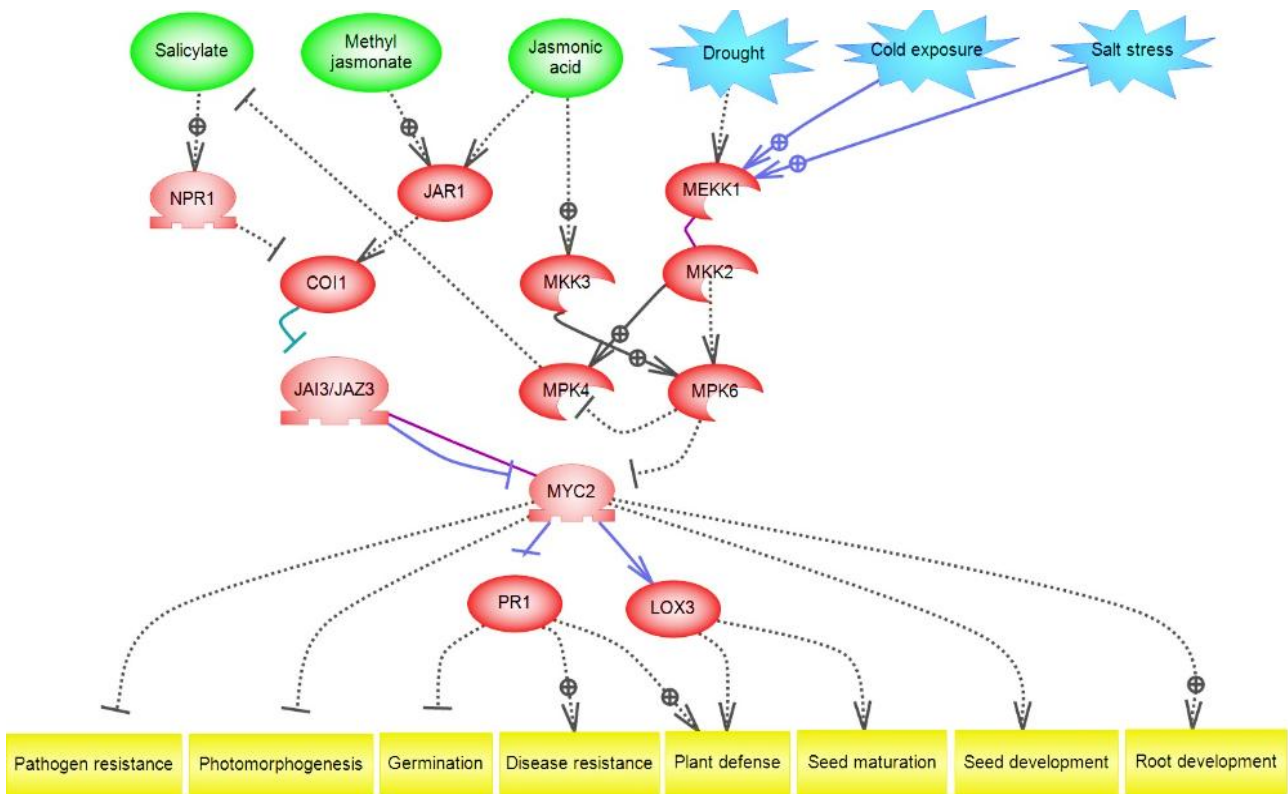 Salicylate
Methyl
jasmonate
Jasmonic
acid
Drought
Cold exposure
Salt stress
NPR1
JAR1
MEKK1
COI1
MKK3
MKK2
JAI3/JAZ3
MPK4
MPK6
MYC2
PR1
LOX3
Pathogen resistance
Photomorphogenesis
Germination
Disease resistance
Plant defense
Seed maturation
Seed development
Root development